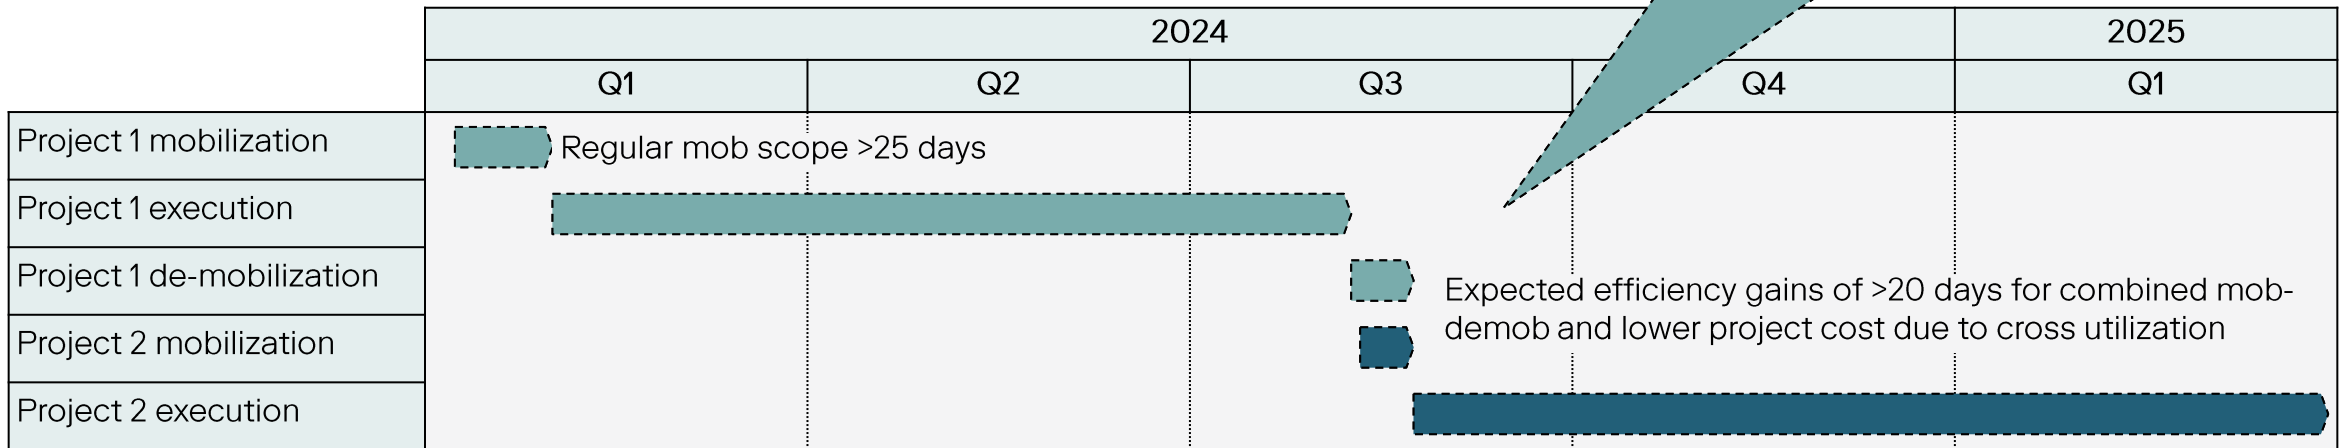 2024 2025
Q1 Q2 Q3 Q4 Q1
Project 1 mobilization Regular mob scope >25 days
Project 1 execution
Project 1 de-mobilization
Expected efficiency gains of >20 days for combined mob-
demob and lower project cost due to cross utilization
Project 2 mobilization
Project 2 execution